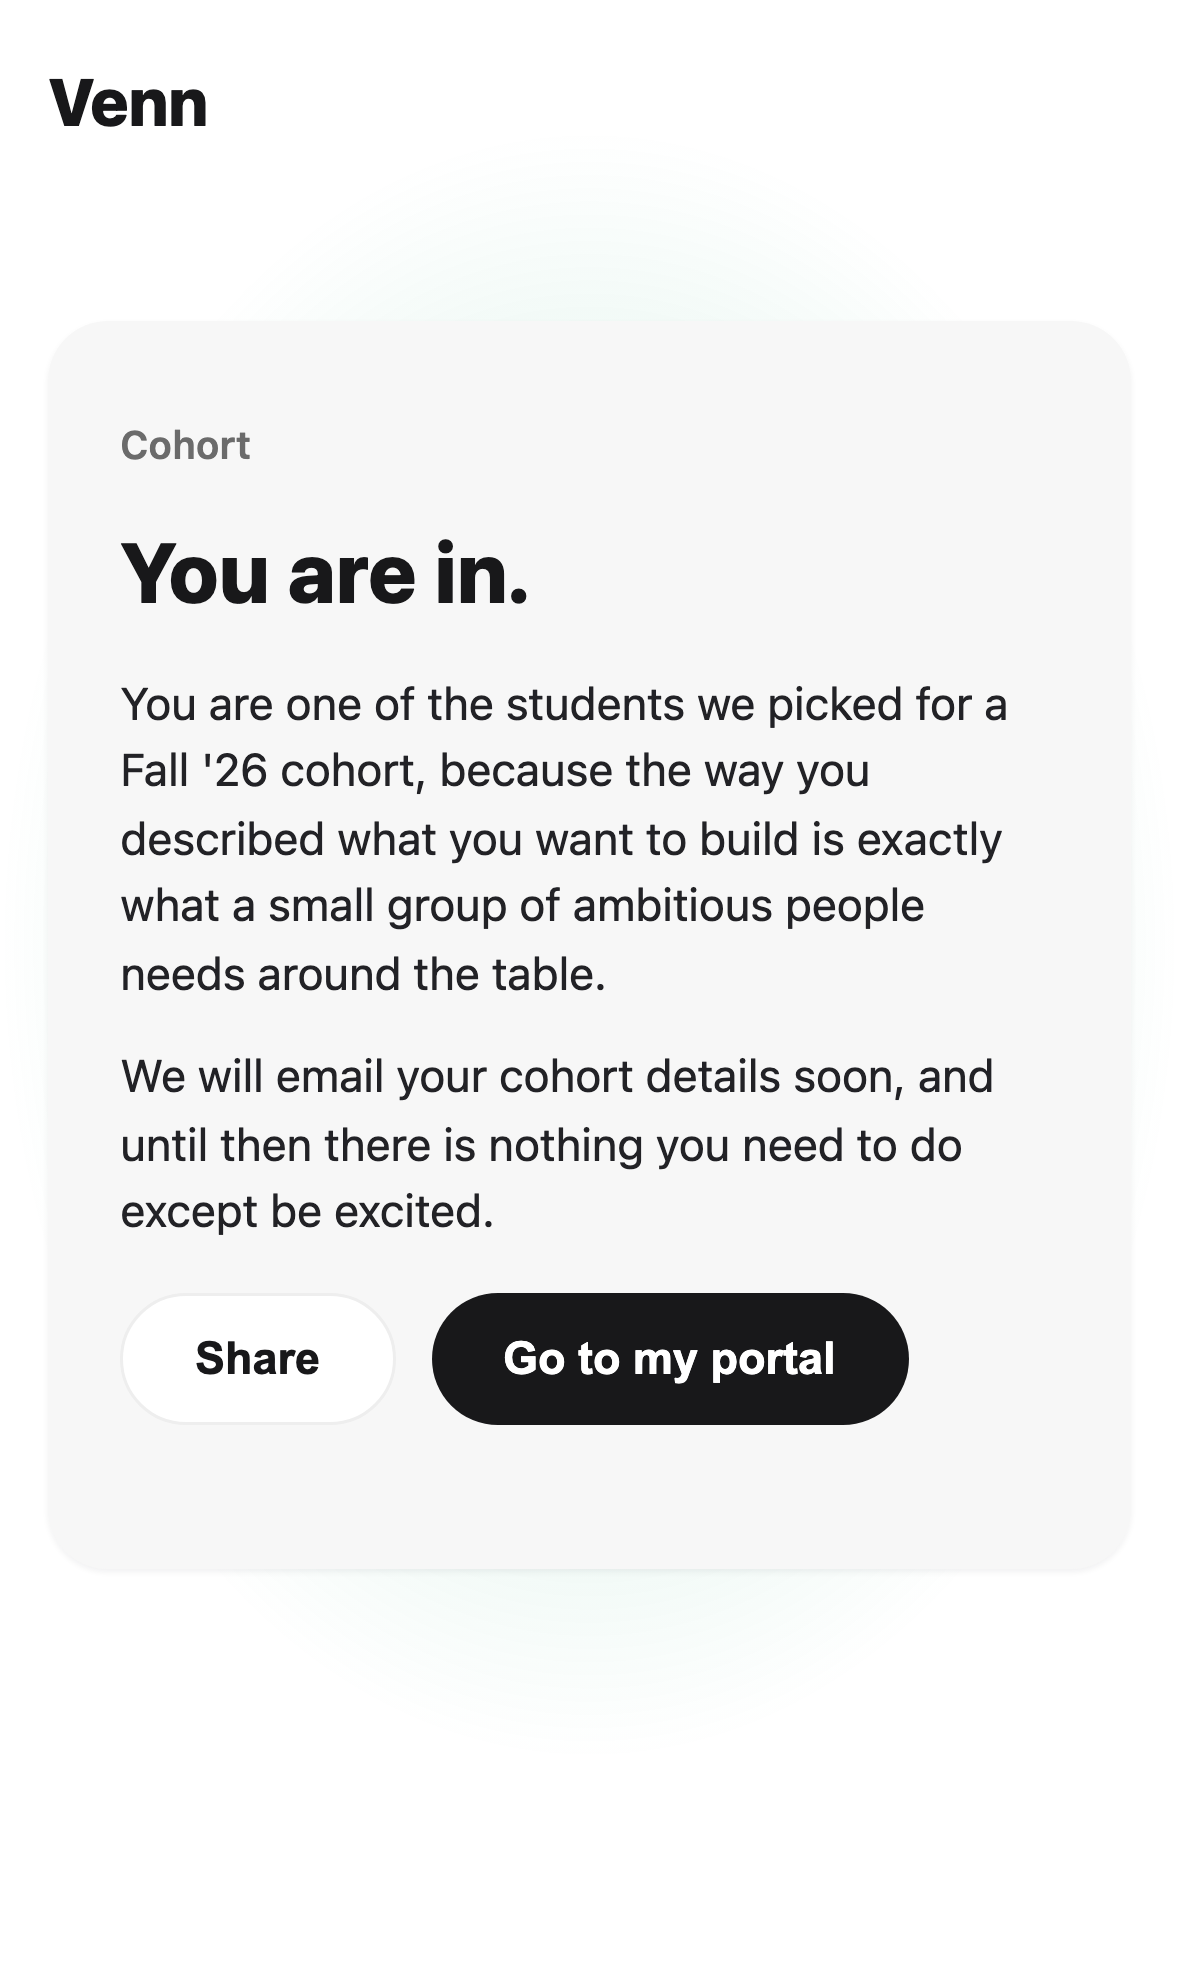 Venn
Cohort
You are in.
You are one of the students we picked for a
Fall '26 cohort, because the way you
described what you want to build is exactly
what a small group of ambitious people
needs around the table.
We will email your cohort details soon, and
until then there is nothing you need to do
except be excited.
Share
Go to my portal